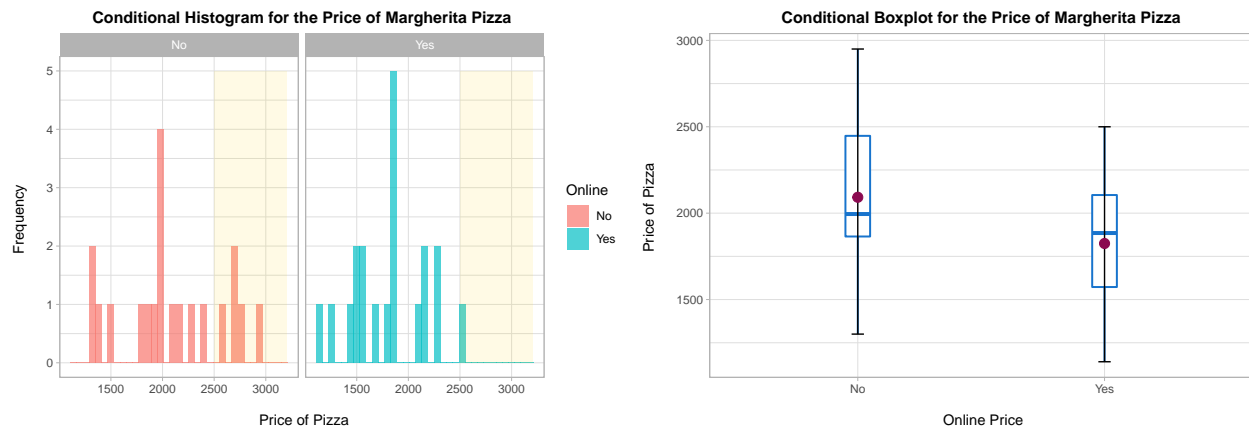 Conditional Histogram for the Price of Margherita Pizza
No
Yes
5
4
3
2
1
0
Frequency
1500
2000
2500
3000
1500
2000
2500
3000
Price of Pizza
Online
No
Yes
Conditional Boxplot for the Price of Margherita Pizza
3000
2500
2000
1500
Price of Pizza
No
Yes
Online Price